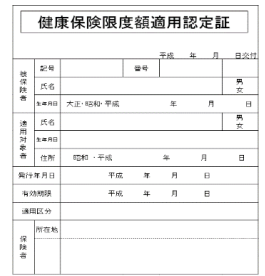 健康保険限度額適用認定証
平成 年 月 日交付
被保険者
記号 番号
氏名 男 女
生年月日 大正・昭和・平成 年 月 日
適用対象者
氏名 男 女
生年月日
住所 昭和・平成 年 月 日
発行年月日 平成 年 月 日
有効期限 平成 年 月 日
適用区分
保険者
所在地